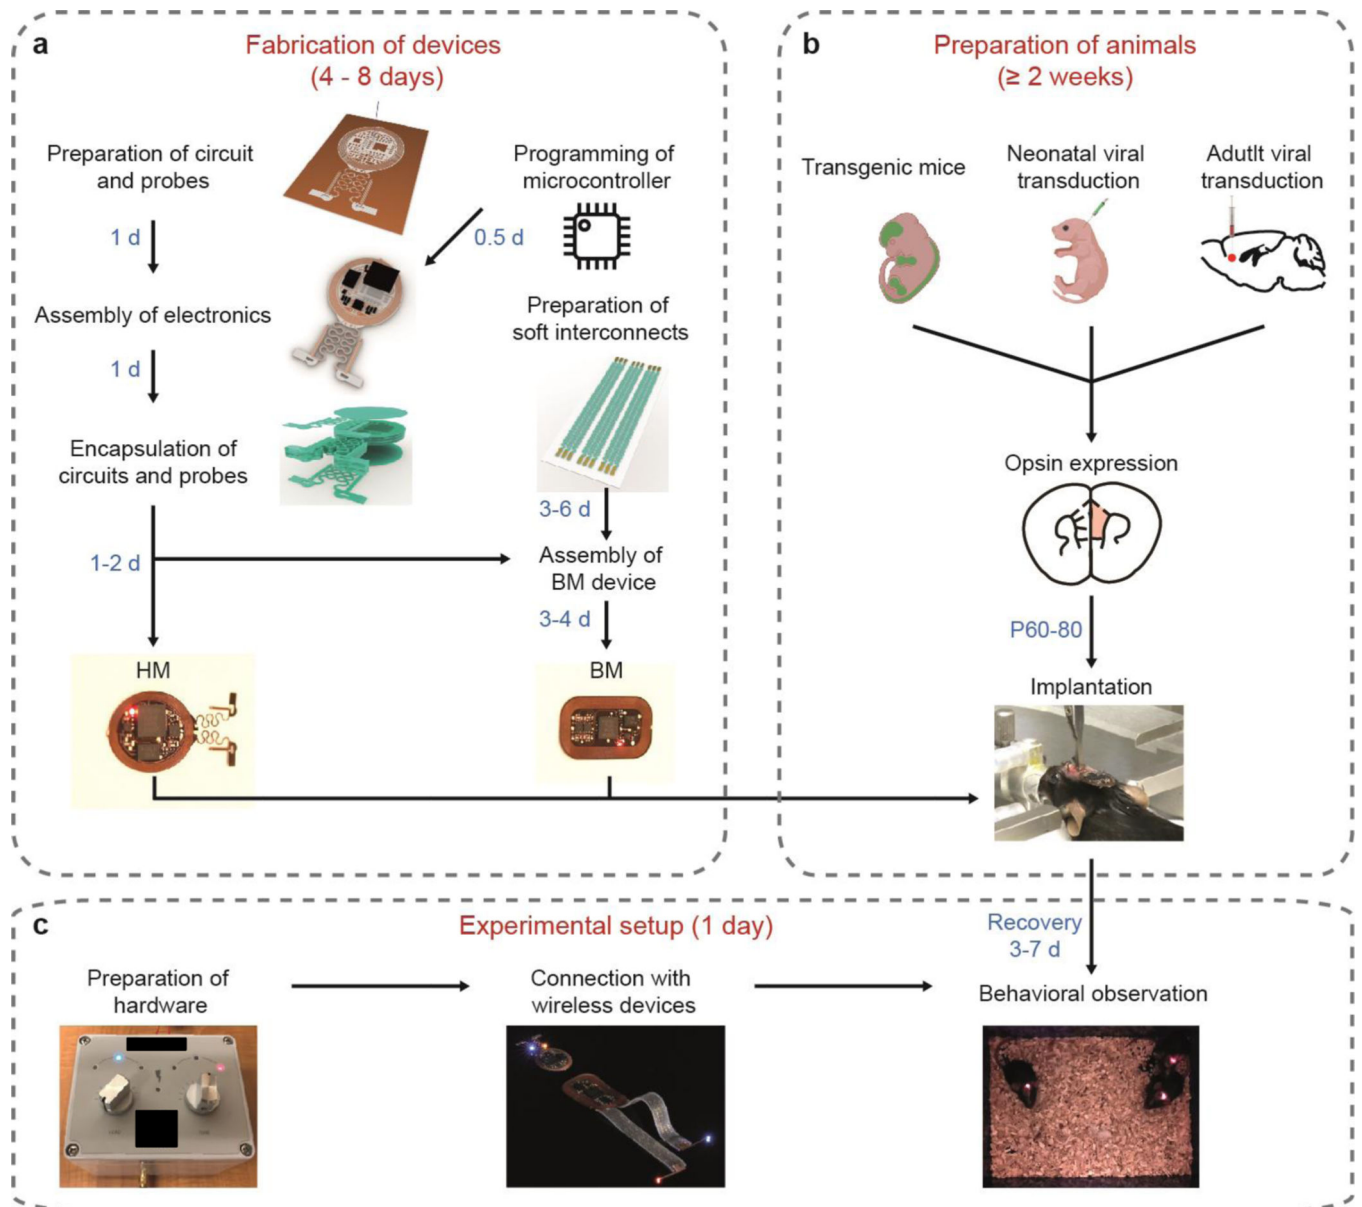 a
Fabrication of devices
(4 - 8 days)
Preparation of circuit
and probes
1 d
Assembly of electronics
1 d
Encapsulation of
circuits and probes
1-2 d
HM
Programming of
microcontroller
0.5 d
Preparation of
soft interconnects
3-6 d
Assembly of
BM device
3-4 d
BM
b
Preparation of animals
(≥ 2 weeks)
Transgenic mice
Neonatal viral
transduction
Adutlt viral
transduction
Opsin expression
P60-80
Implantation
c
Experimental setup (1 day)
Recovery
3-7 d
Preparation of
hardware
Connection with
wireless devices
Behavioral observation